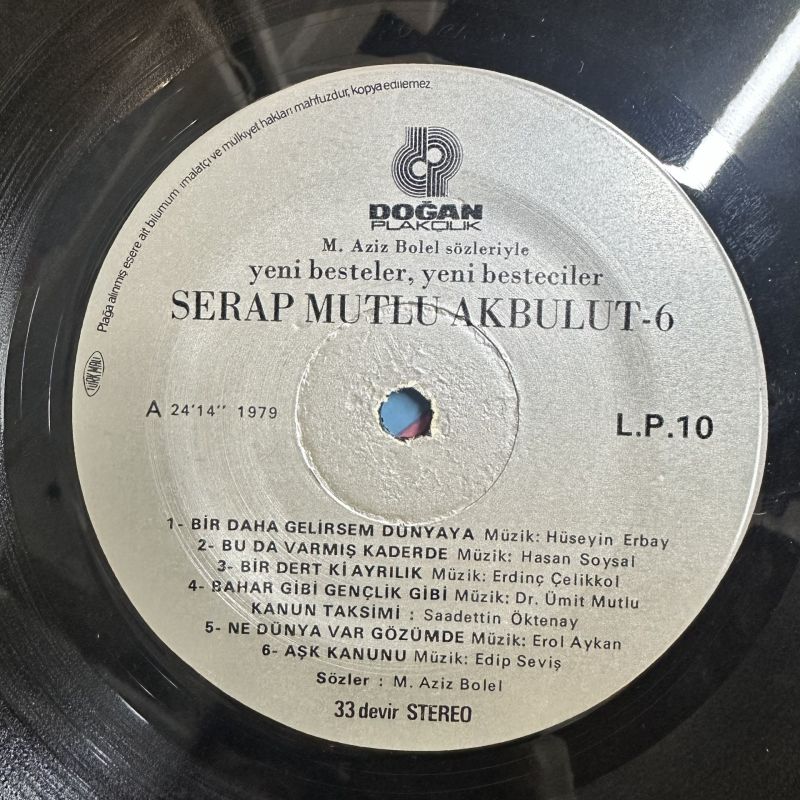 Plağa alınmış esere ait bilumum imalatçı ve mülkiyet hakları mahfuzdur, kopya edilemez
DOĞAN
PLAKÇILIK
M. Aziz Bolel sözleriyle
yeni besteler, yeni besteciler
SERAP MUTLU AKBULUT-6
TÜRK MALI
A 24'14'' 1979
L.P.10
1- BİR DAHA GELİRSEM DÜNYAYA Müzik: Hüseyin Erbay
2- BU DA VARMIŞ KADERDE Müzik: Hasan Soysal
3- BİR DERT Kİ AYRILIK Müzik: Erdinç Çelikkol
4- BAHAR GİBİ GENÇLİK GİBİ Müzik: Dr. Ümit Mutlu
KANUN TAKSİMİ : Saadettin Öktenay
5- NE DÜNYA VAR GÖZÜMDE Müzik: Erol Aykan
6- AŞK KANUNU Müzik: Edip Seviş
Sözler : M. Aziz Bolel
33 devir STEREO